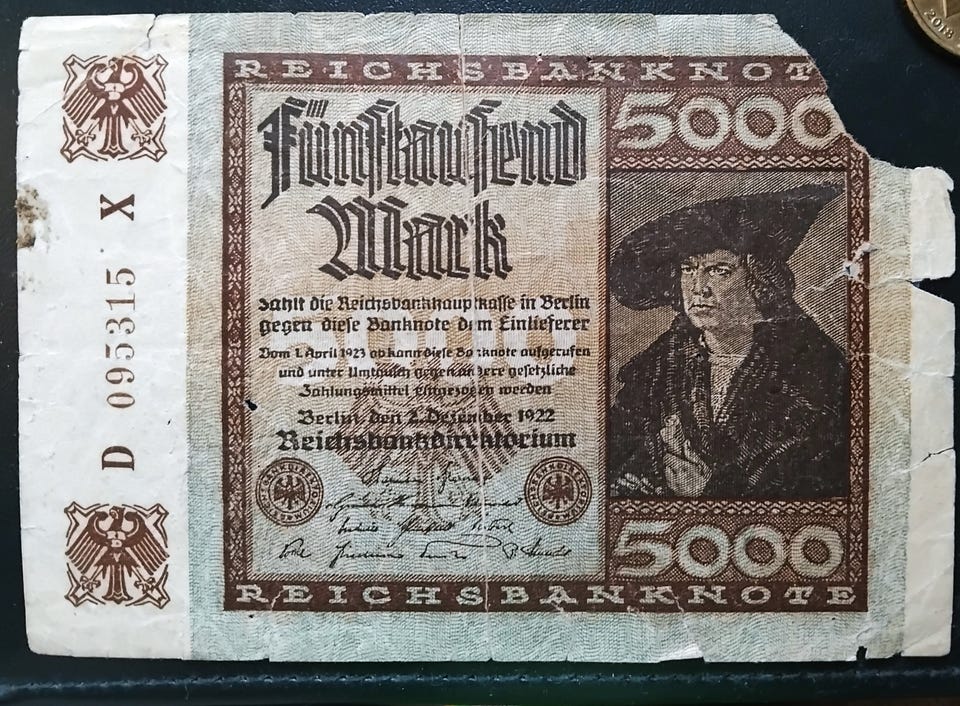 REICHSBANKNOT
Fünftausend
Mark
zahlt die Reichsbankhauptkasse in Berlin
gegen diese Banknote dem Einlieferer
Vom 1. April 1923 ab kann diese Banknote aufgerufen
und unter Umtausch gegen andere gesetzliche
Zahlungsmittel eingezogen werden
Berlin, den 2. Dezember 1922
Reichsbankdirektorium
5000
5000
REICHSBANKNOTE
D 095315 X
2018